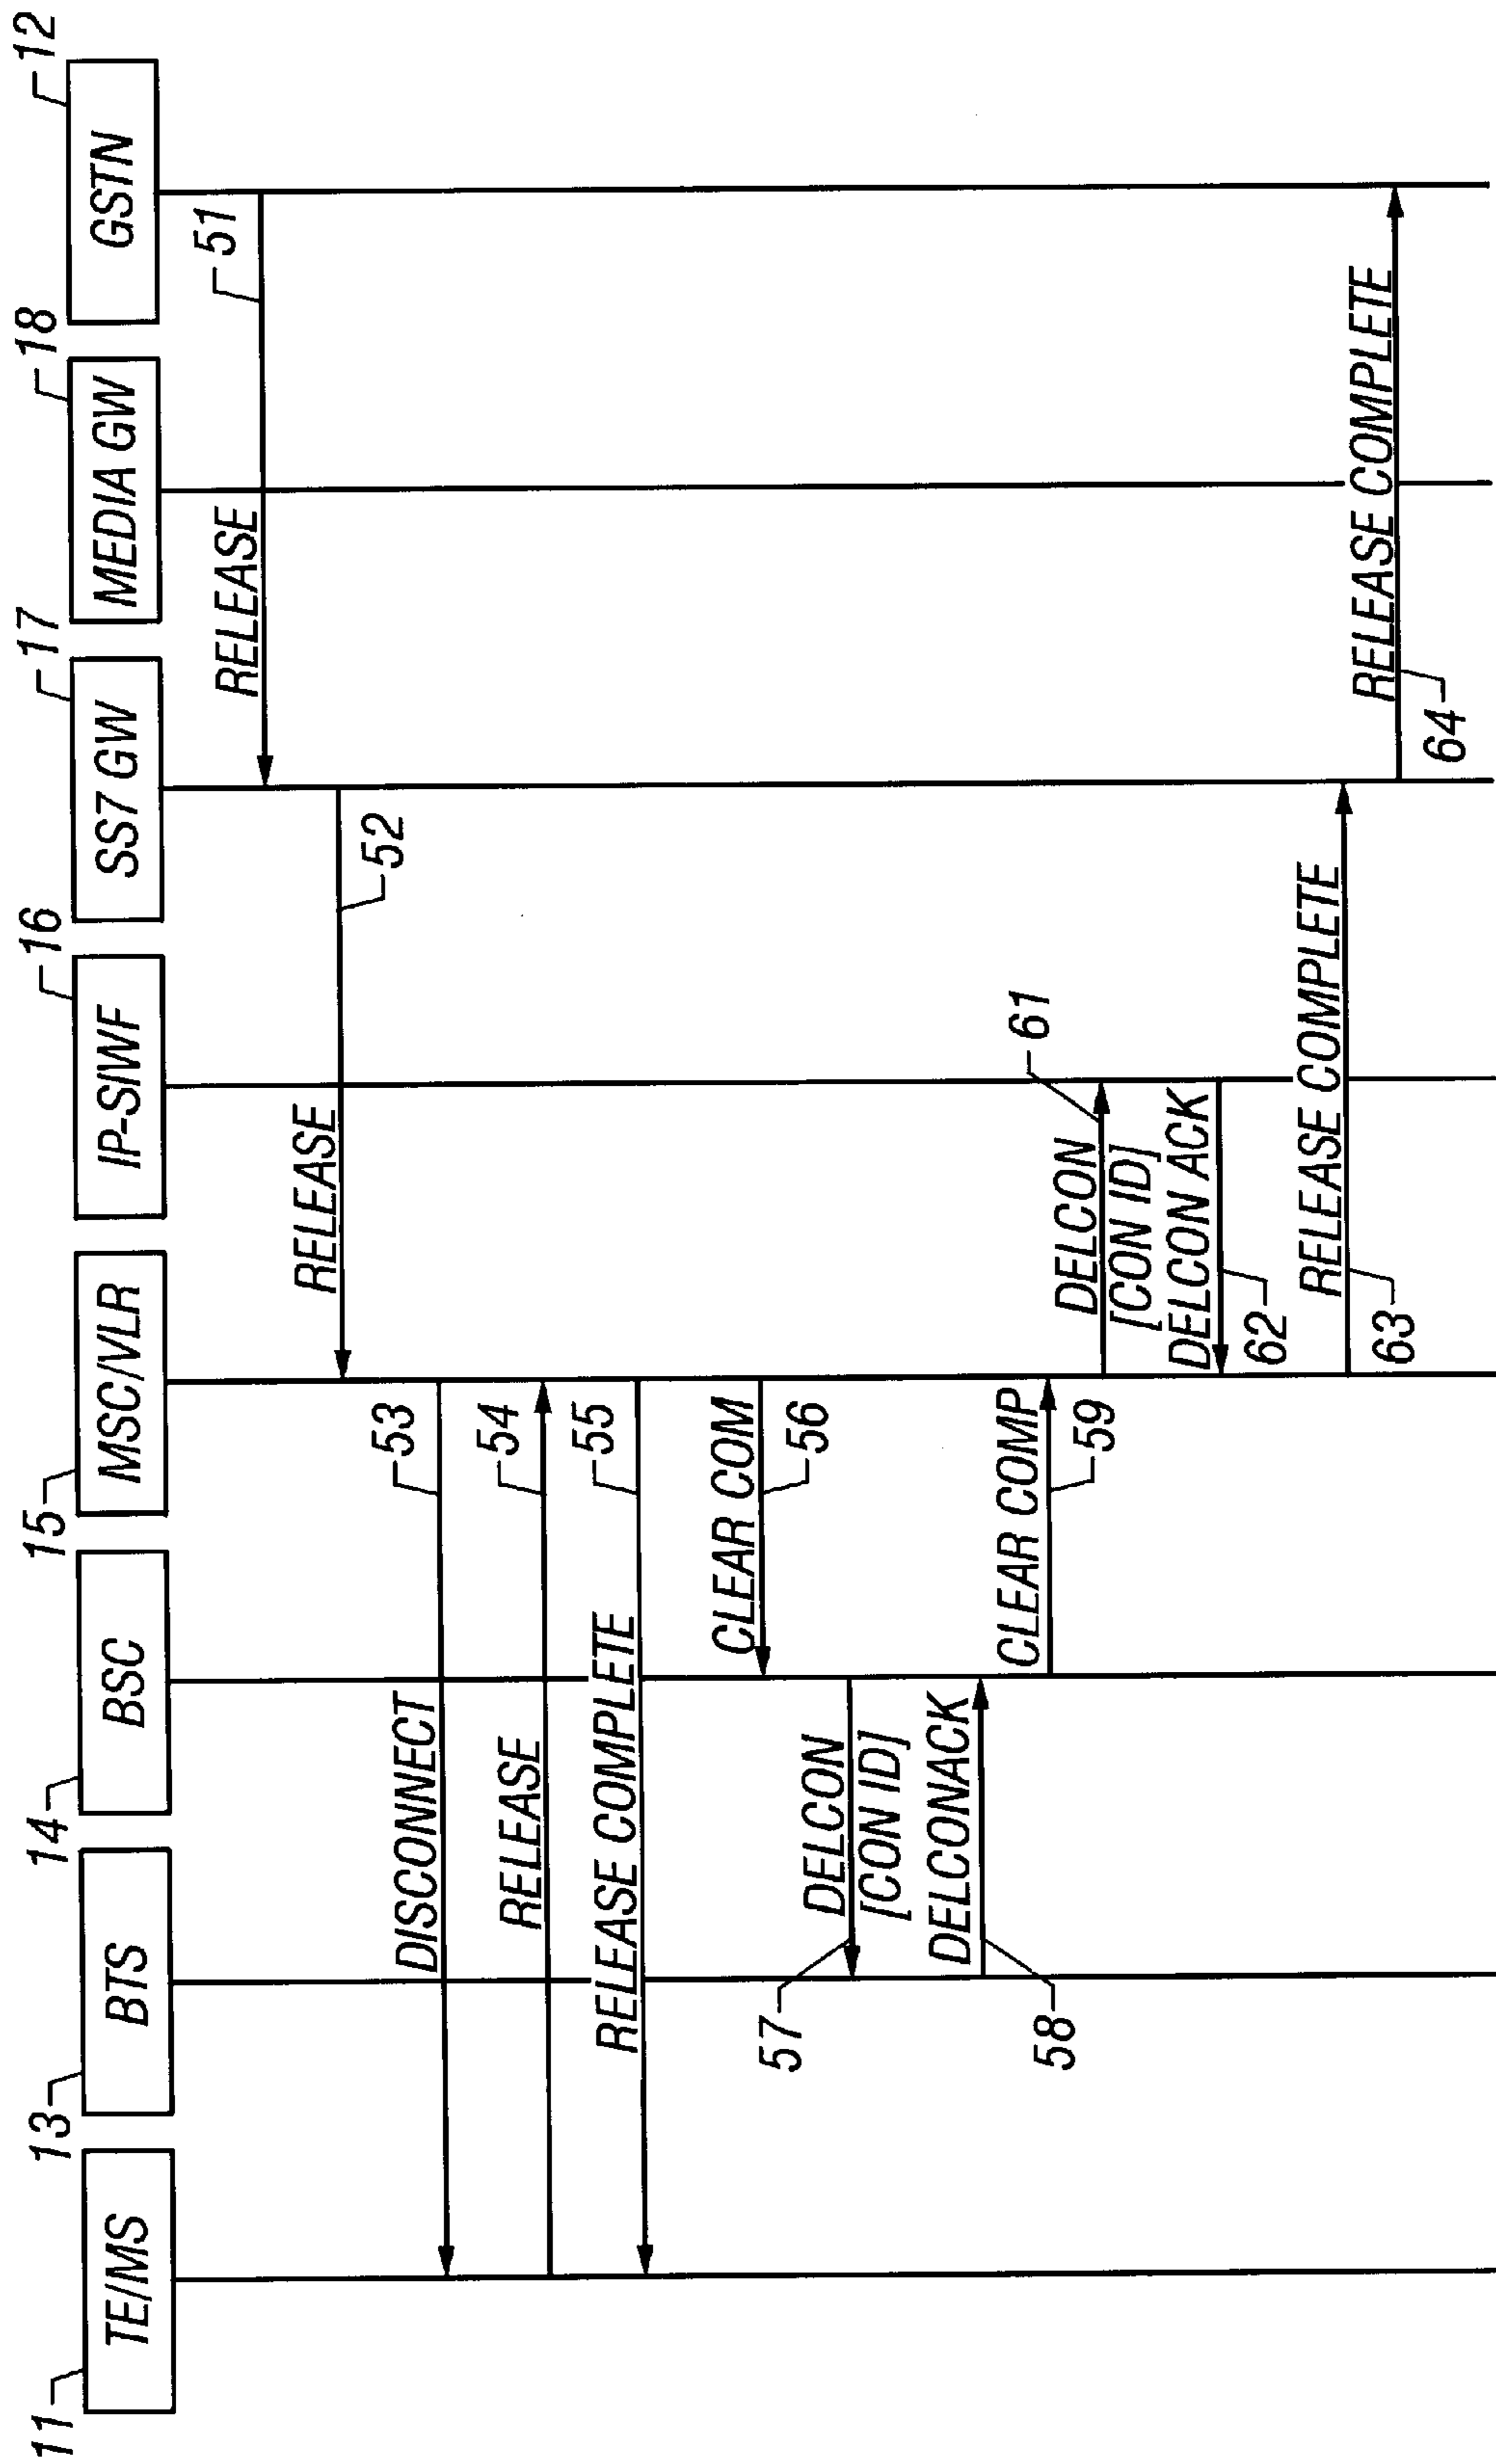 11
13
14
15
16
17
18
12
TE/MS
BTS
BSC
MSC/VLR
IP-SIWF
SS7 GW
MEDIA GW
GSTN
RELEASE
51
RELEASE
52
DISCONNECT
53
RELEASE
54
RELEASE COMPLETE
55
CLEAR COM
56
57
DELCON
[CON ID]
DELCONACK
58
CLEAR COMP
59
DELCON
[CON ID]
61
DELCON ACK
62
RELEASE COMPLETE
63
RELEASE COMPLETE
64